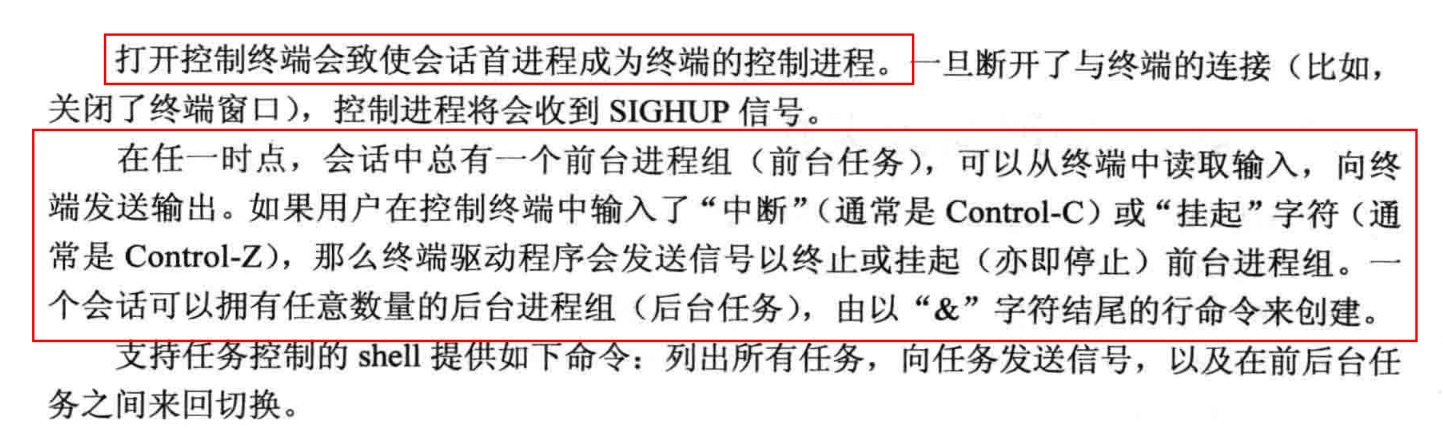 打开控制终端会致使会话首进程成为终端的控制进程。一旦断开了与终端的连接（比如，
关闭了终端窗口），控制进程将会收到 SIGHUP 信号。
在任一时点，会话中总有一个前台进程组（前台任务），可以从终端中读取输入，向终
端发送输出。如果用户在控制终端中输入了“中断”（通常是 Control-C）或“挂起”字符（通
常是 Control-Z），那么终端驱动程序会发送信号以终止或挂起（亦即停止）前台进程组。一
个会话可以拥有任意数量的后台进程组（后台任务），由以“&”字符结尾的行命令来创建。
支持任务控制的 shell 提供如下命令：列出所有任务，向任务发送信号，以及在前后台任
务之间来回切换。